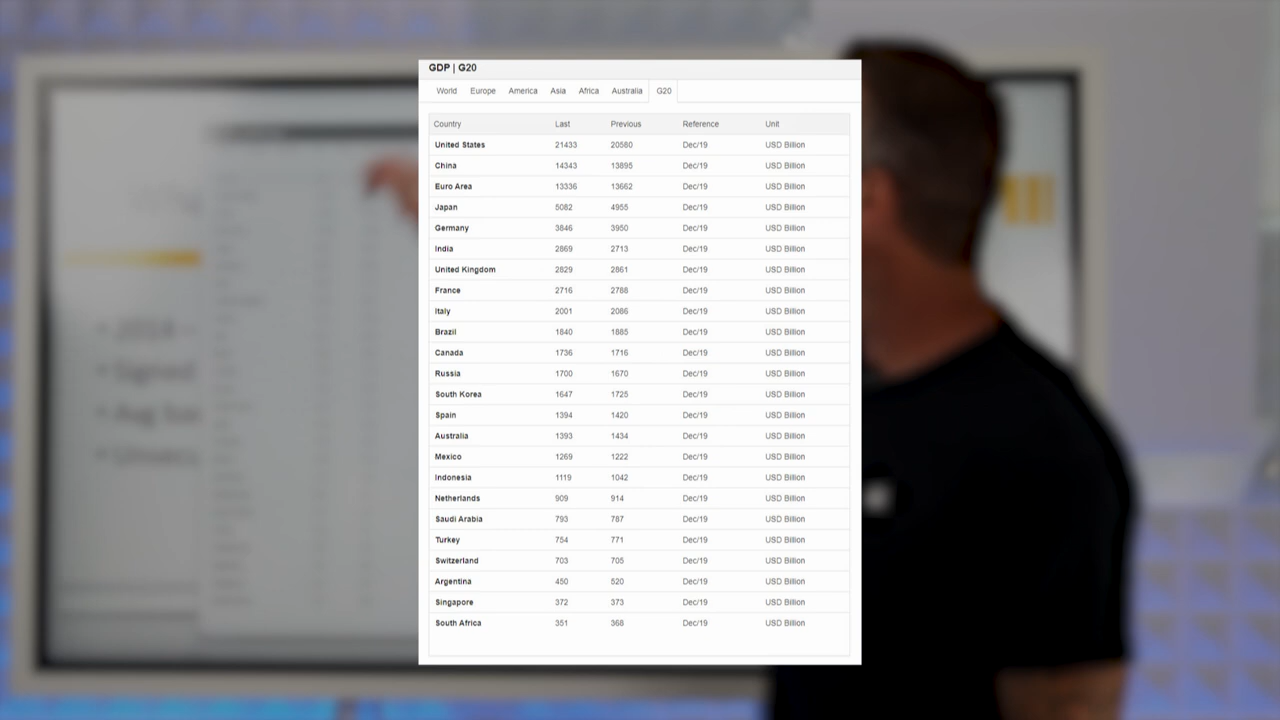 GDP | G20
World Europe America Asia Africa Australia G20
Country Last Previous Reference Unit
United States 21433 20580 Dec/19 USD Billion
China 14343 13895 Dec/19 USD Billion
Euro Area 13336 13662 Dec/19 USD Billion
Japan 5082 4955 Dec/19 USD Billion
Germany 3846 3950 Dec/19 USD Billion
India 2869 2713 Dec/19 USD Billion
United Kingdom 2829 2861 Dec/19 USD Billion
France 2716 2788 Dec/19 USD Billion
Italy 2001 2086 Dec/19 USD Billion
Brazil 1840 1885 Dec/19 USD Billion
Canada 1736 1716 Dec/19 USD Billion
Russia 1700 1670 Dec/19 USD Billion
South Korea 1647 1725 Dec/19 USD Billion
Spain 1394 1420 Dec/19 USD Billion
Australia 1393 1434 Dec/19 USD Billion
Mexico 1269 1222 Dec/19 USD Billion
Indonesia 1119 1042 Dec/19 USD Billion
Netherlands 909 914 Dec/19 USD Billion
Saudi Arabia 793 787 Dec/19 USD Billion
Turkey 754 771 Dec/19 USD Billion
Switzerland 703 705 Dec/19 USD Billion
Argentina 450 520 Dec/19 USD Billion
Singapore 372 373 Dec/19 USD Billion
South Africa 351 368 Dec/19 USD Billion
• 2014
• Signed